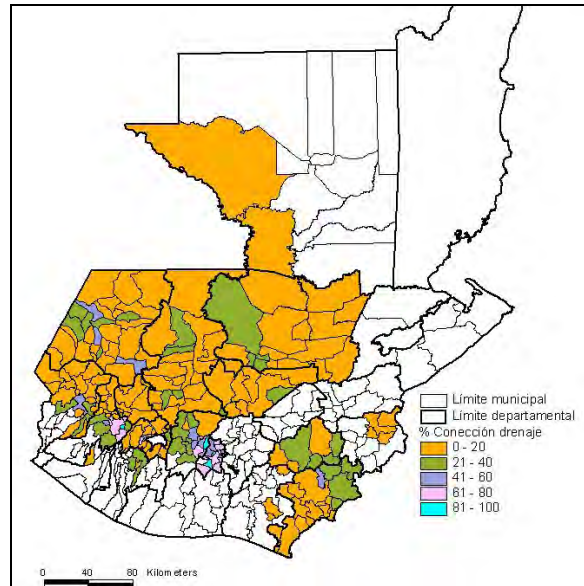 Límite municipal
Límite departamental
% Conección drenaje
0 - 20
21 - 40
41 - 60
61 - 80
81 - 100
0 40 80 Kilometers